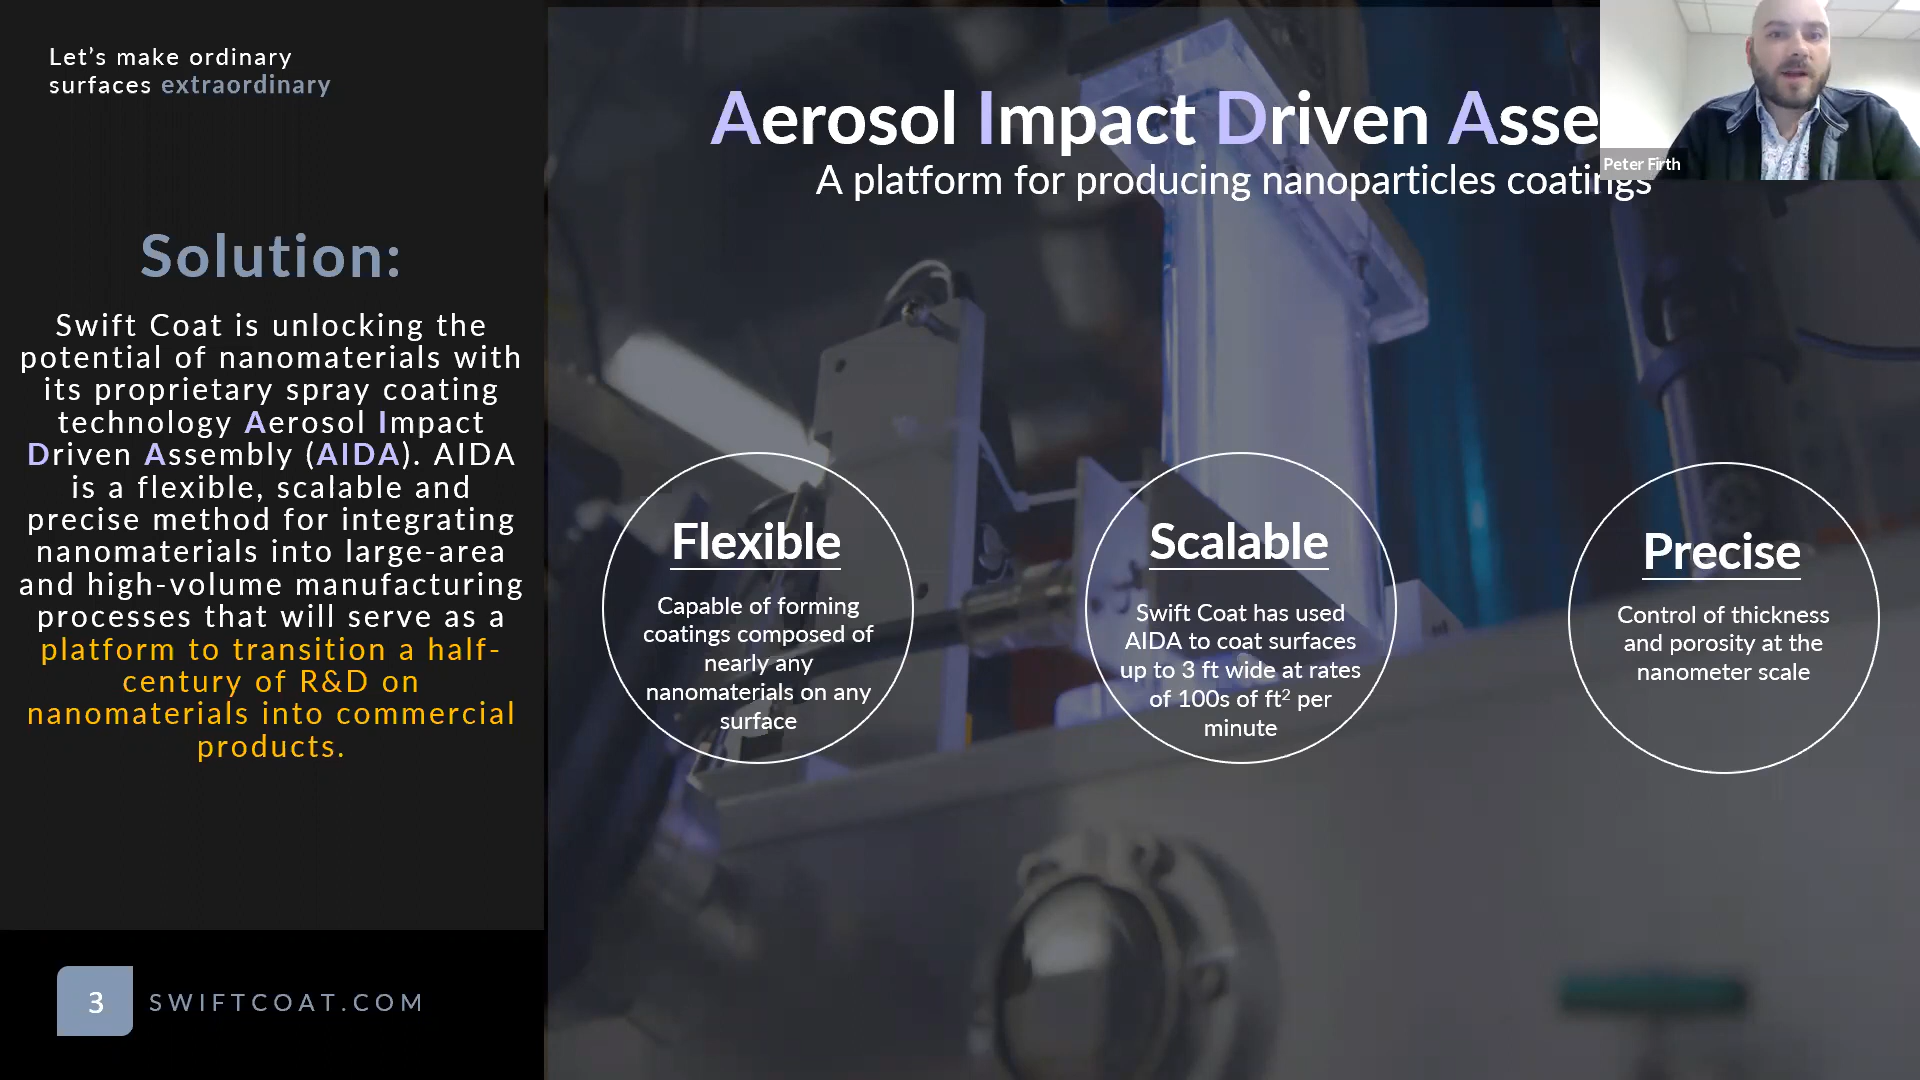 Let’s make ordinary
surfaces extraordinary
Solution:
Swift Coat is unlocking the
potential of nanomaterials with
its proprietary spray coating
technology Aerosol Impact
Driven Assembly (AIDA). AIDA
is a flexible, scalable and
precise method for integrating
nanomaterials into large-area
and high-volume manufacturing
processes that will serve as a
platform to transition a half-
century of R&D on
nanomaterials into commercial
products.
3
SWIFTCOAT.COM
Aerosol Impact Driven Asse
A platform for producing nanoparticles coatings
Peter Firth
Flexible
Capable of forming
coatings composed of
nearly any
nanomaterials on any
surface
Scalable
Swift Coat has used
AIDA to coat surfaces
up to 3 ft wide at rates
of 100s of ft² per
minute
Precise
Control of thickness
and porosity at the
nanometer scale